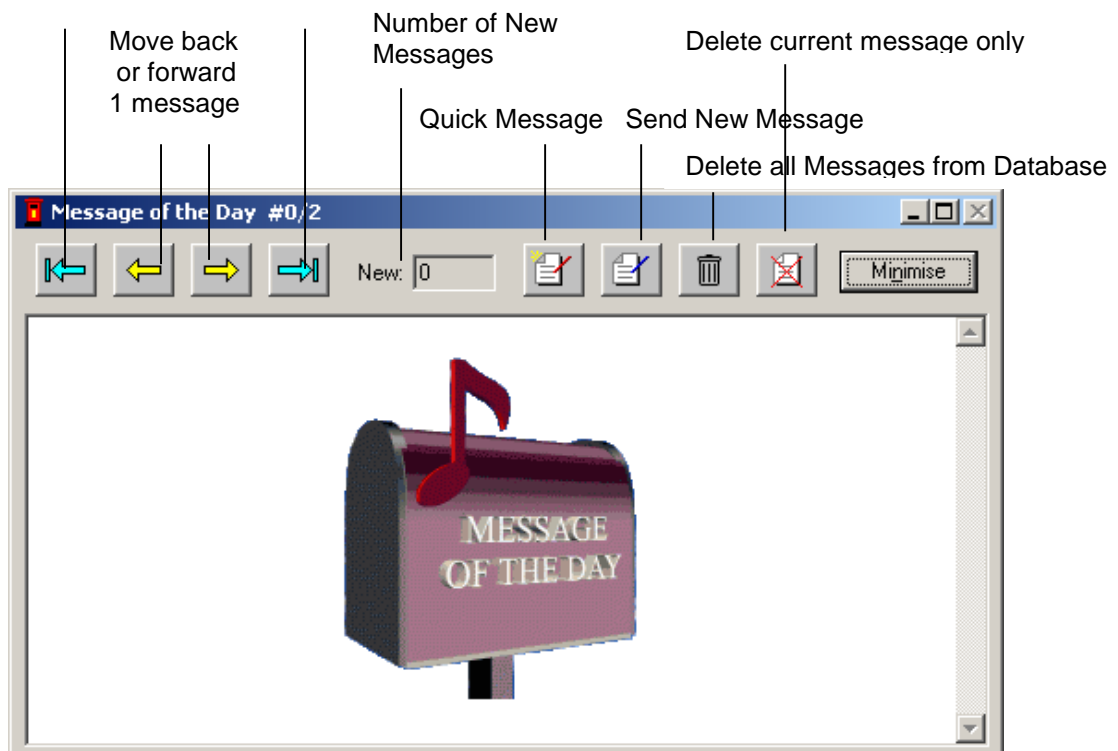 Number of New
Messages
Move back
or forward
1 message
Delete current message only
Quick Message
Send New Message
Delete all Messages from Database
Message of the Day #0/2
New: 0
Minimise
MESSAGE
OF THE DAY